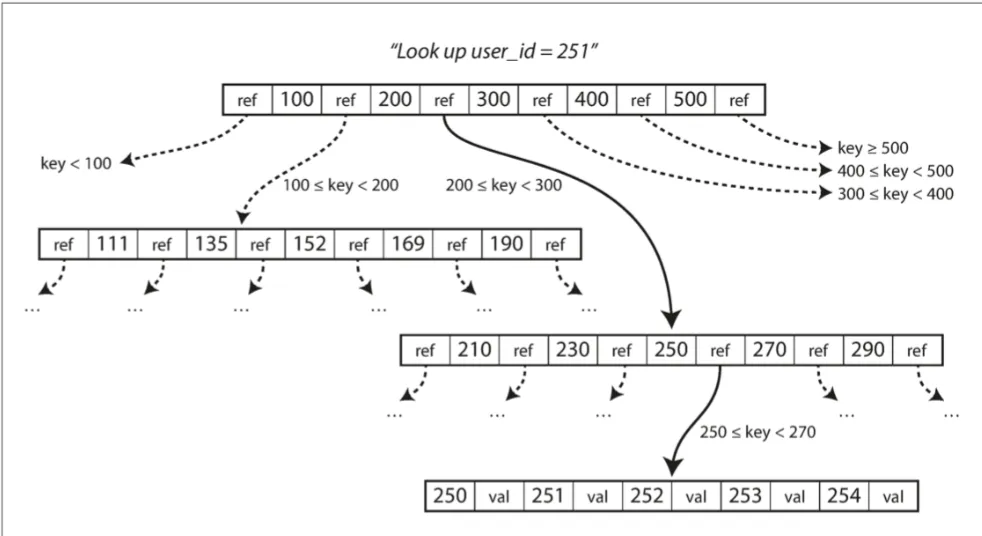 “Look up user_id = 251”
ref 100 ref 200 ref 300 ref 400 ref 500 ref
key < 100
key ≥ 500
400 ≤ key < 500
300 ≤ key < 400
100 ≤ key < 200
200 ≤ key < 300
ref 111 ref 135 ref 152 ref 169 ref 190 ref
... ... ... ... ... ...
ref 210 ref 230 ref 250 ref 270 ref 290 ref
... ... ... ... ...
250 ≤ key < 270
250 val 251 val 252 val 253 val 254 val